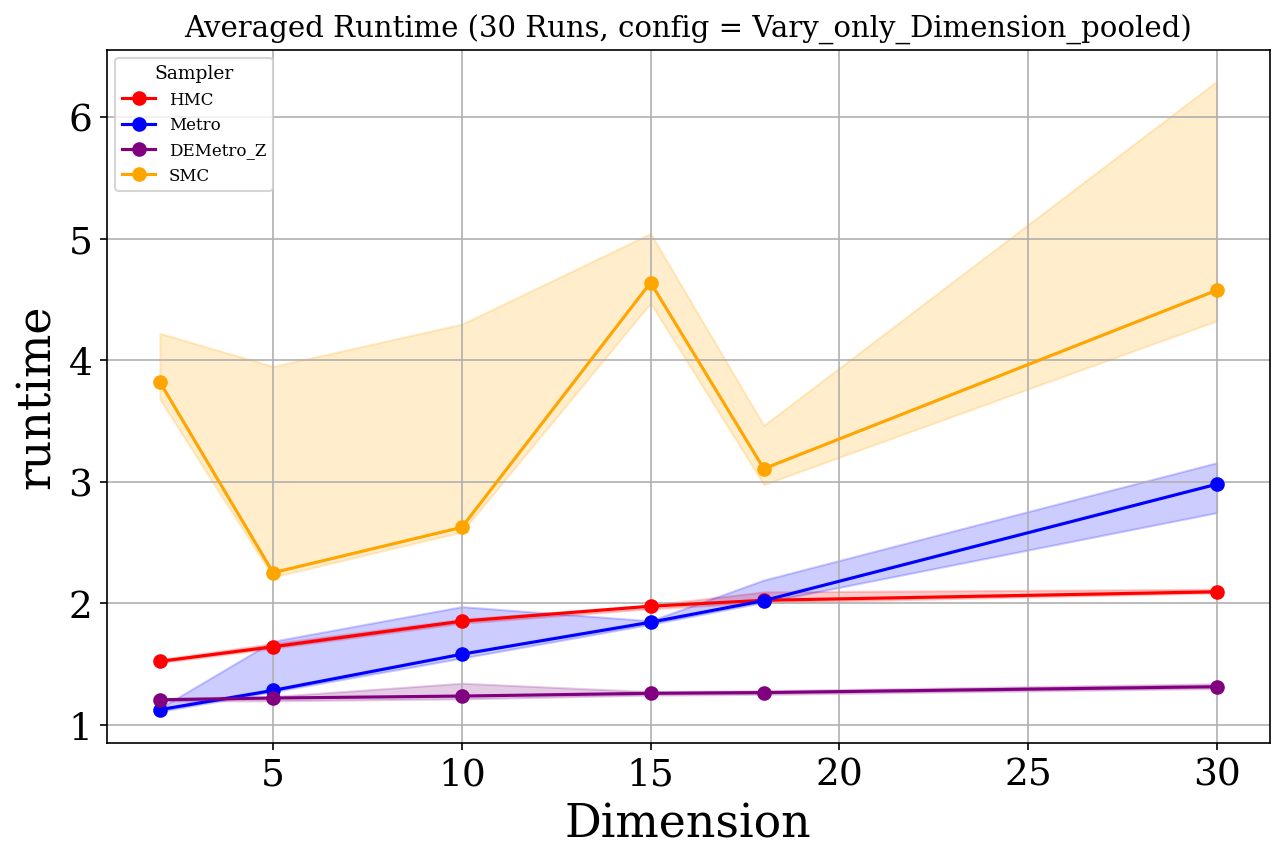 Averaged Runtime (30 Runs, config = Vary_only_Dimension_pooled)
Sampler
HMC
Metro
DEMetro_Z
SMC
6
5
4
3
2
1
runtime
5 10 15 20 25 30
Dimension